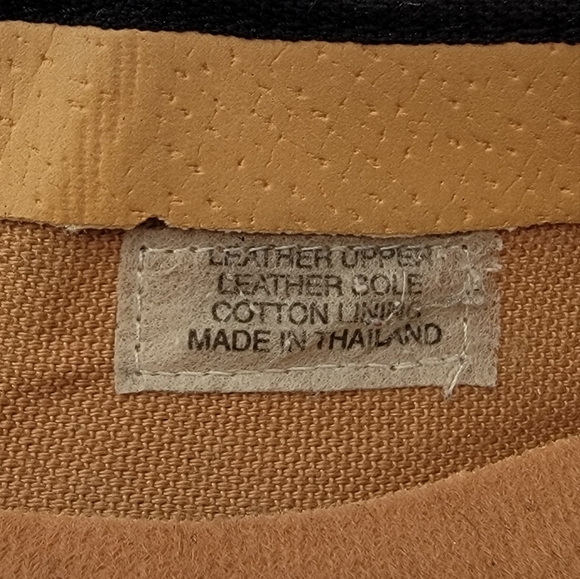 LEATHER UPPER
LEATHER SOLE
COTTON LINING
MADE IN THAILAND